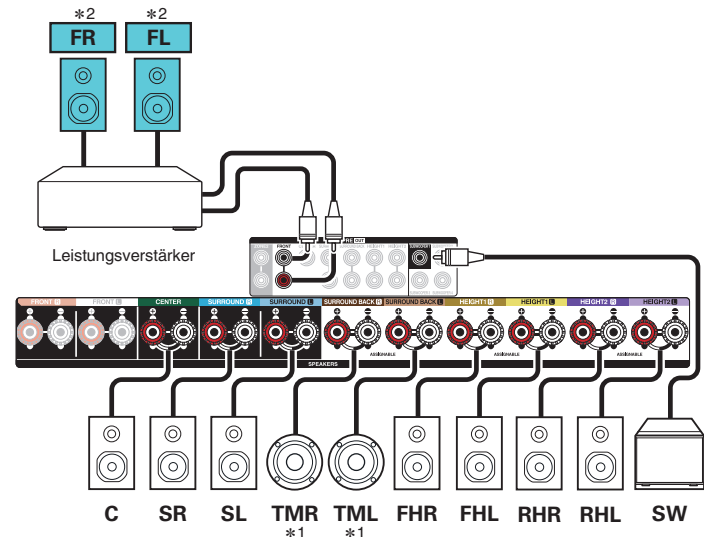 *2 *2
FR FL
Leistungsverstärker
FRONT
FRONT R FRONT L CENTER SURROUND R SURROUND L SURROUND BACK R SURROUND BACK L HEIGHT1 R HEIGHT1 L HEIGHT2 R HEIGHT2 L
ASSIGNABLE ASSIGNABLE ASSIGNABLE
SPEAKERS
C SR SL TMR TML FHR FHL RHR RHL SW
*1 *1